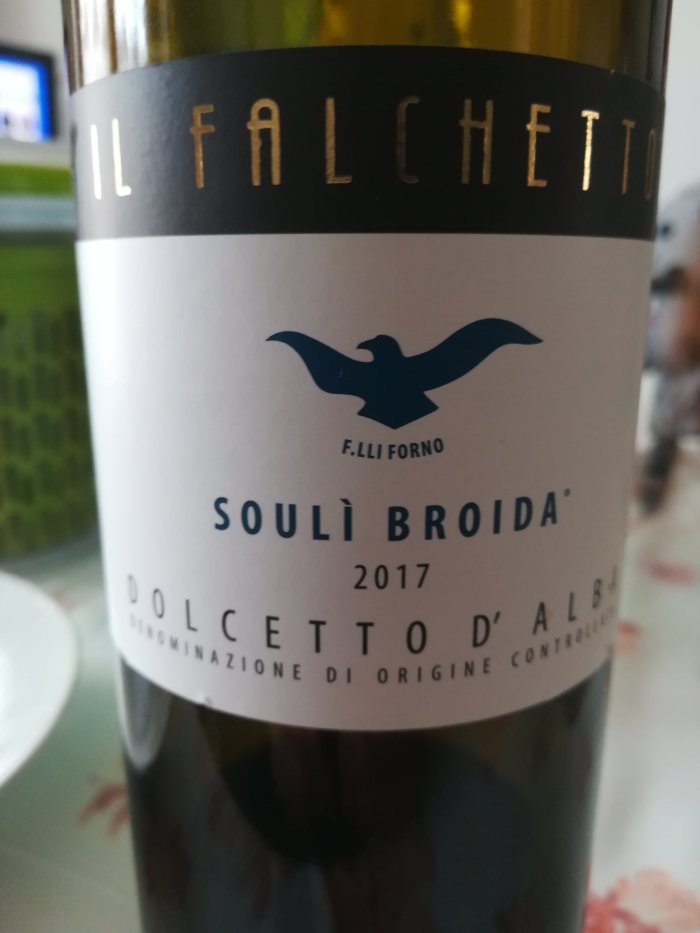 IL FALCHETTO
F.LLI FORNO
SOULÌ BROIDA
2017
DOLCETTO D' ALBA
DENOMINAZIONE DI ORIGINE CONTROLLATA